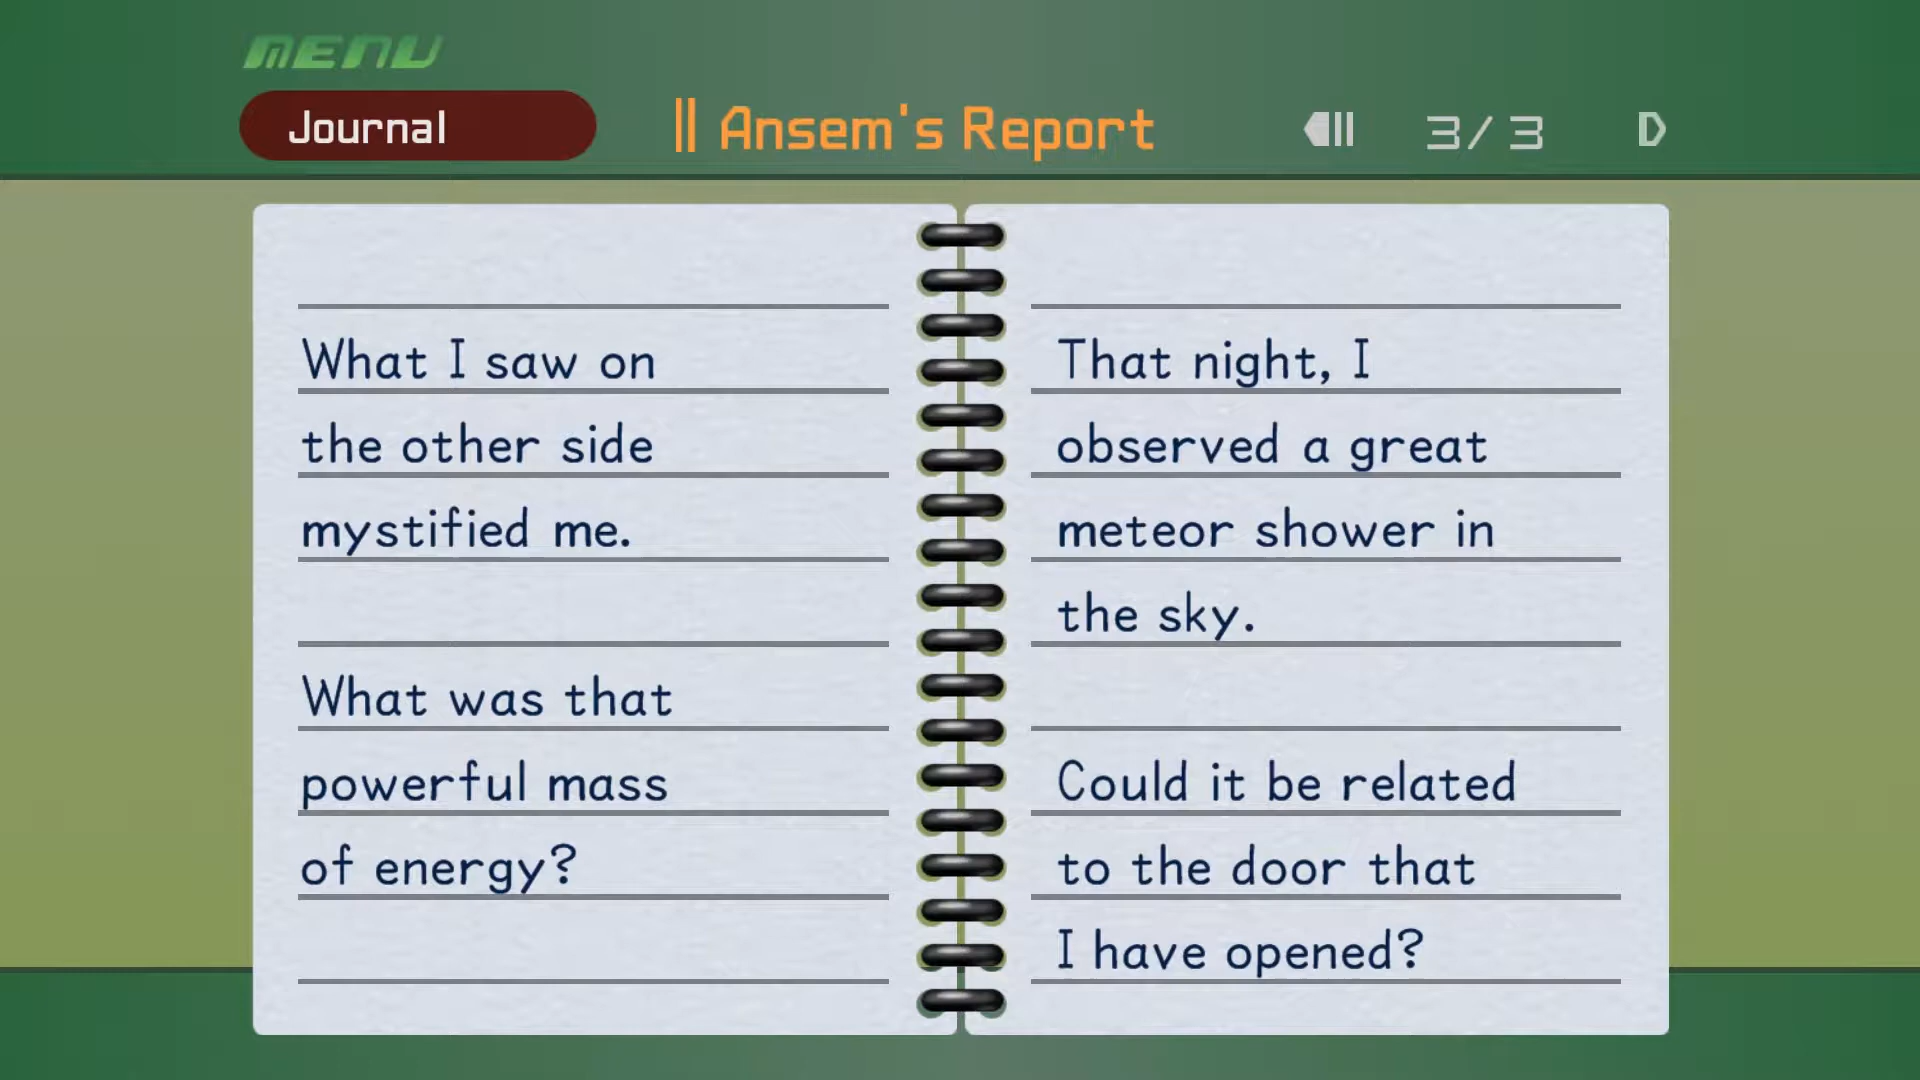 MENU
Journal
Ansem's Report
3/3
What I saw on
the other side
mystified me.
What was that
powerful mass
of energy?
That night, I
observed a great
meteor shower in
the sky.
Could it be related
to the door that
I have opened?